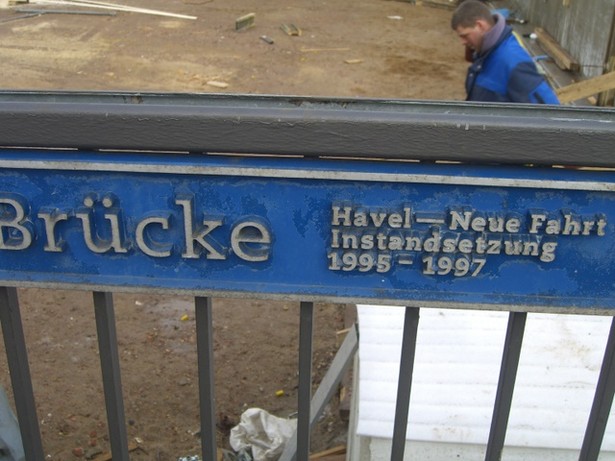 Brücke
Havel — Neue Fahrt
Instandsetzung
1995 – 1997